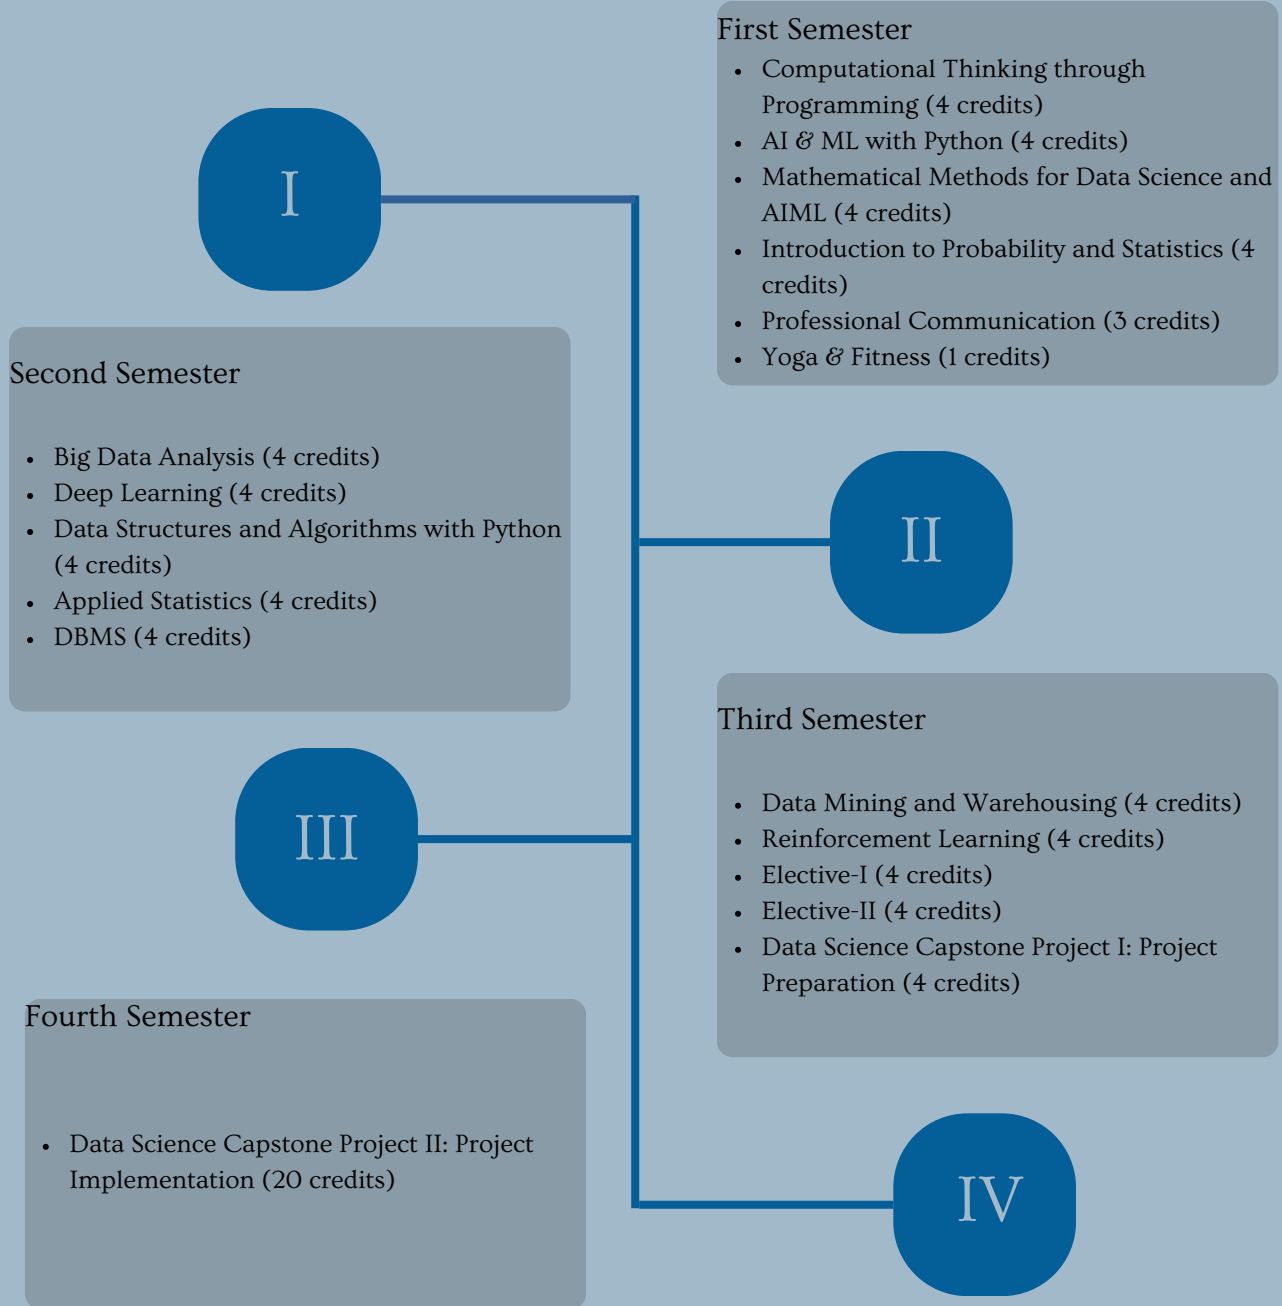 First Semester
• Computational Thinking through
Programming (4 credits)
• AI & ML with Python (4 credits)
• Mathematical Methods for Data Science and
AIML (4 credits)
• Introduction to Probability and Statistics (4
credits)
• Professional Communication (3 credits)
• Yoga & Fitness (1 credits)
I
Second Semester
• Big Data Analysis (4 credits)
• Deep Learning (4 credits)
• Data Structures and Algorithms with Python
(4 credits)
• Applied Statistics (4 credits)
• DBMS (4 credits)
II
Third Semester
• Data Mining and Warehousing (4 credits)
• Reinforcement Learning (4 credits)
• Elective-I (4 credits)
• Elective-II (4 credits)
• Data Science Capstone Project I: Project
Preparation (4 credits)
III
Fourth Semester
• Data Science Capstone Project II: Project
Implementation (20 credits)
IV